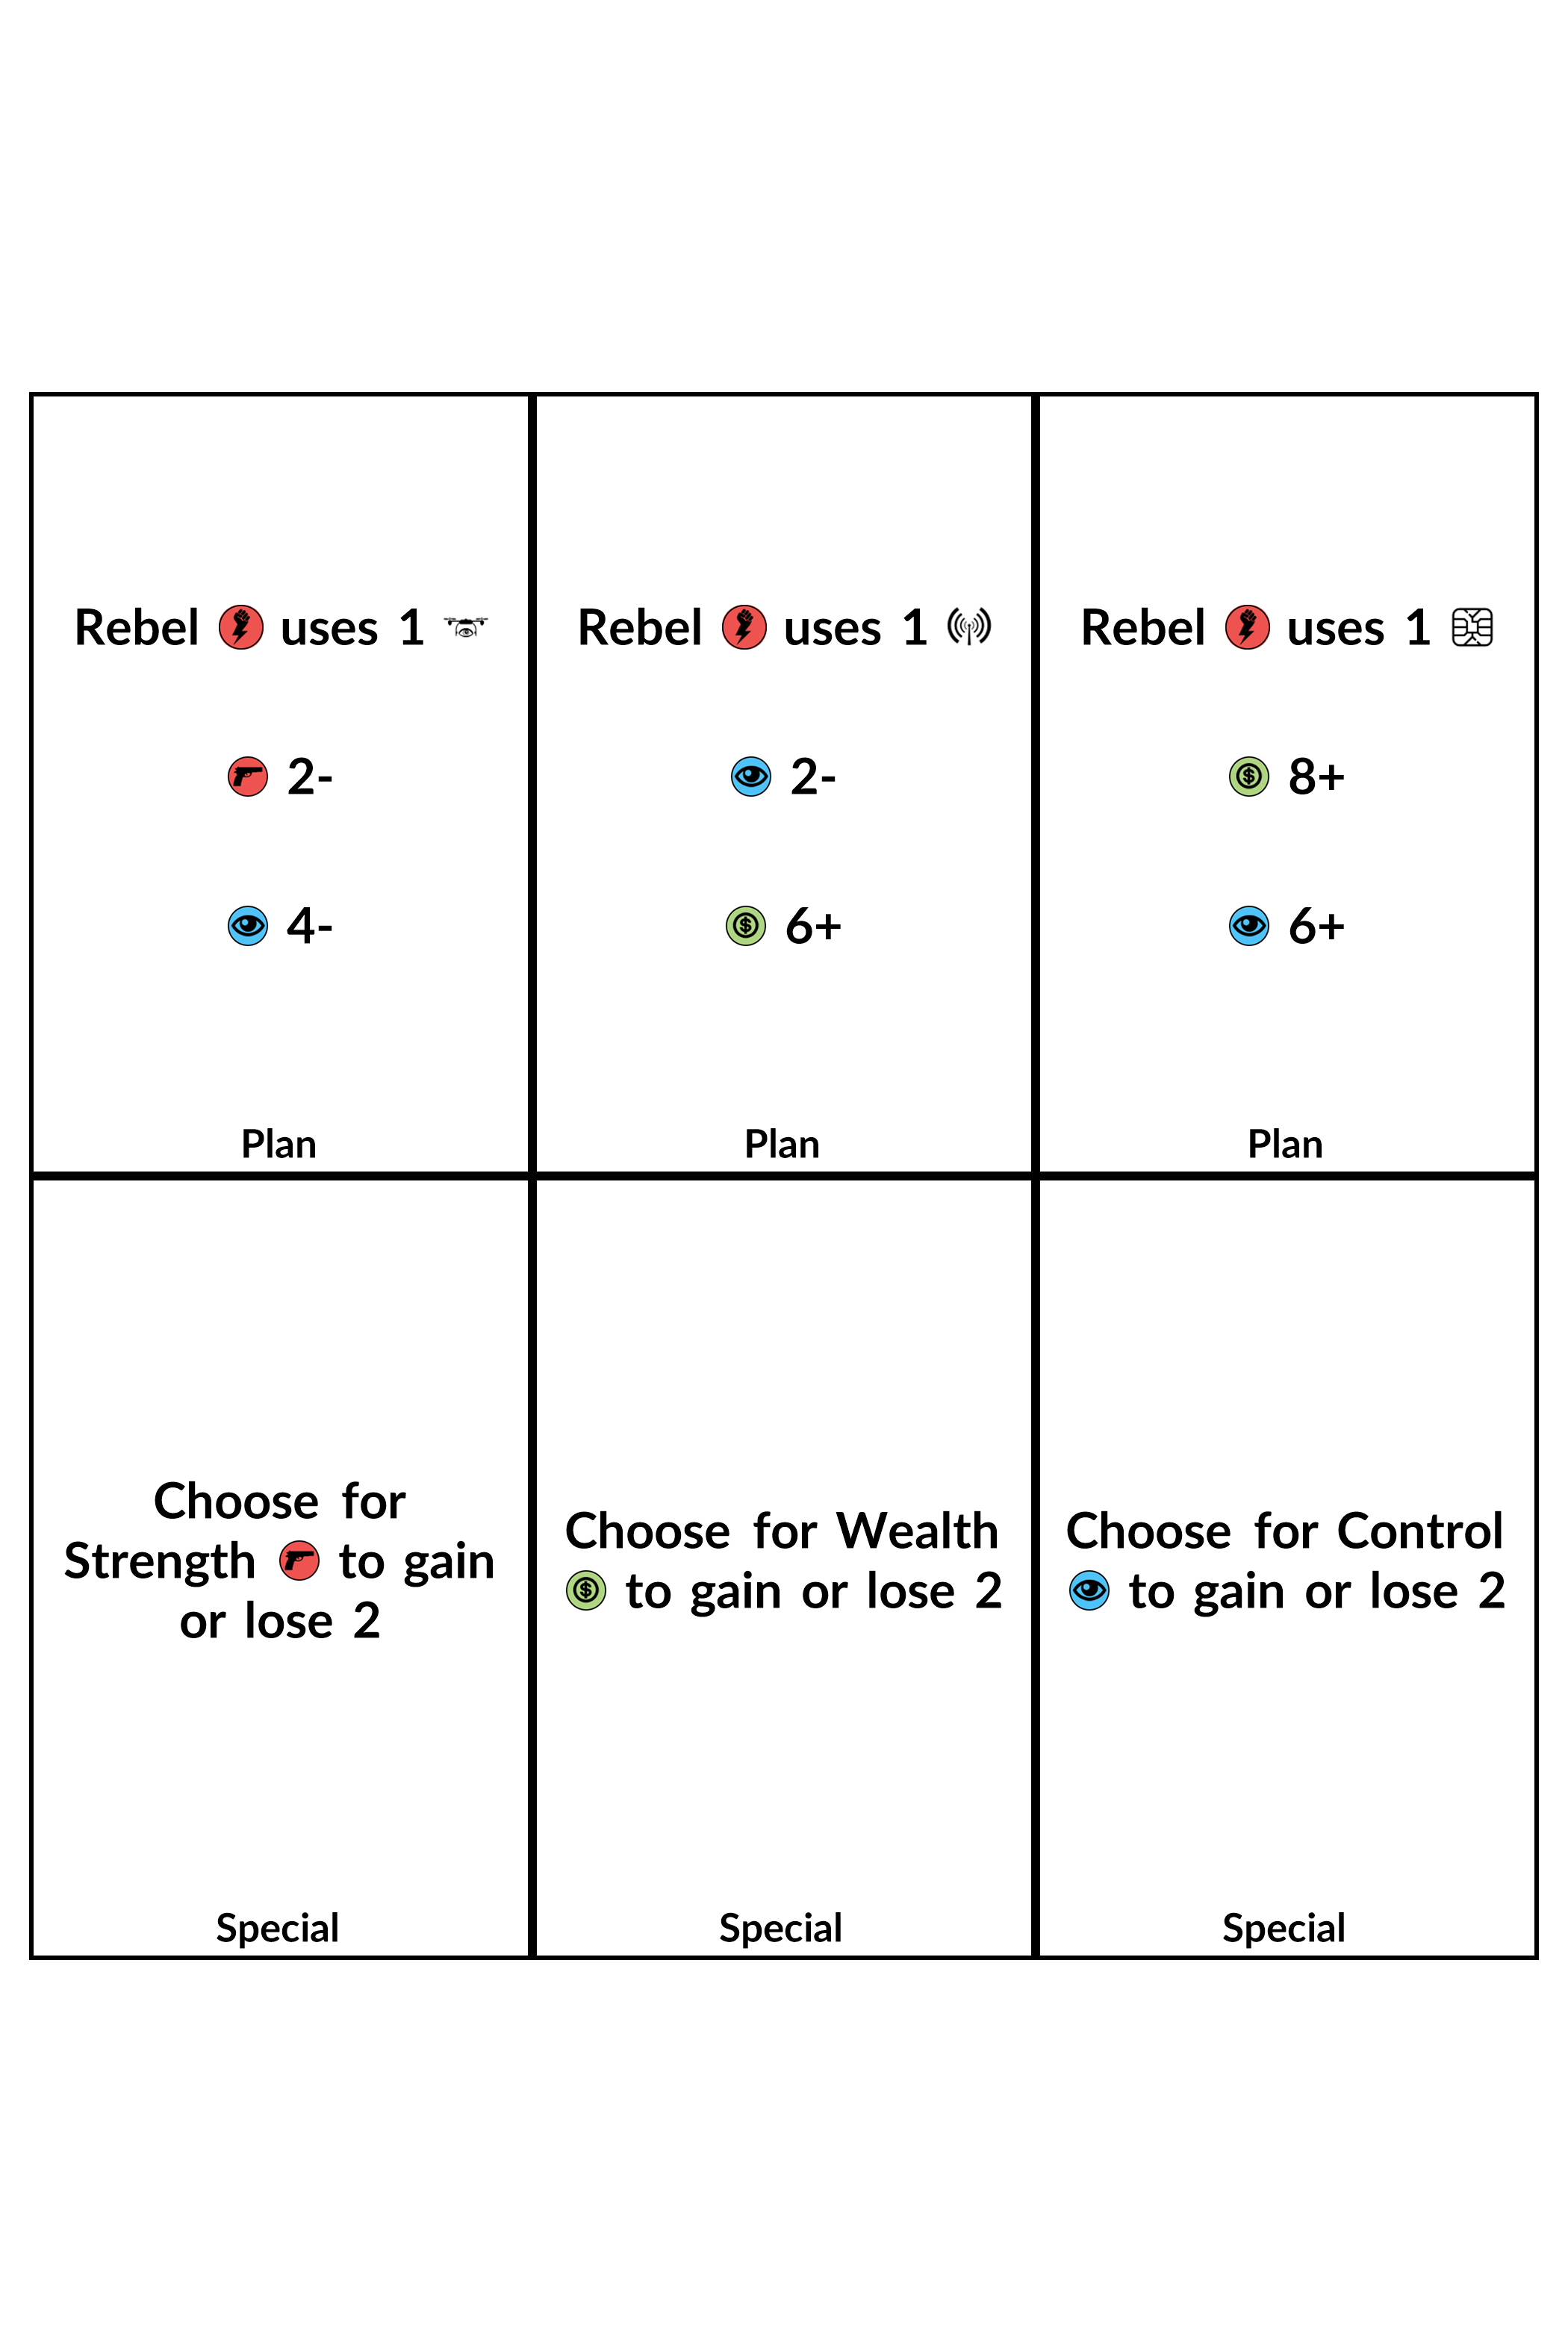 Rebel uses 1
2-
4-
Plan
Rebel uses 1
2-
6+
Plan
Rebel uses 1
8+
6+
Plan
Choose for
Strength to gain
or lose 2
Special
Choose for Wealth
to gain or lose 2
Special
Choose for Control
to gain or lose 2
Special